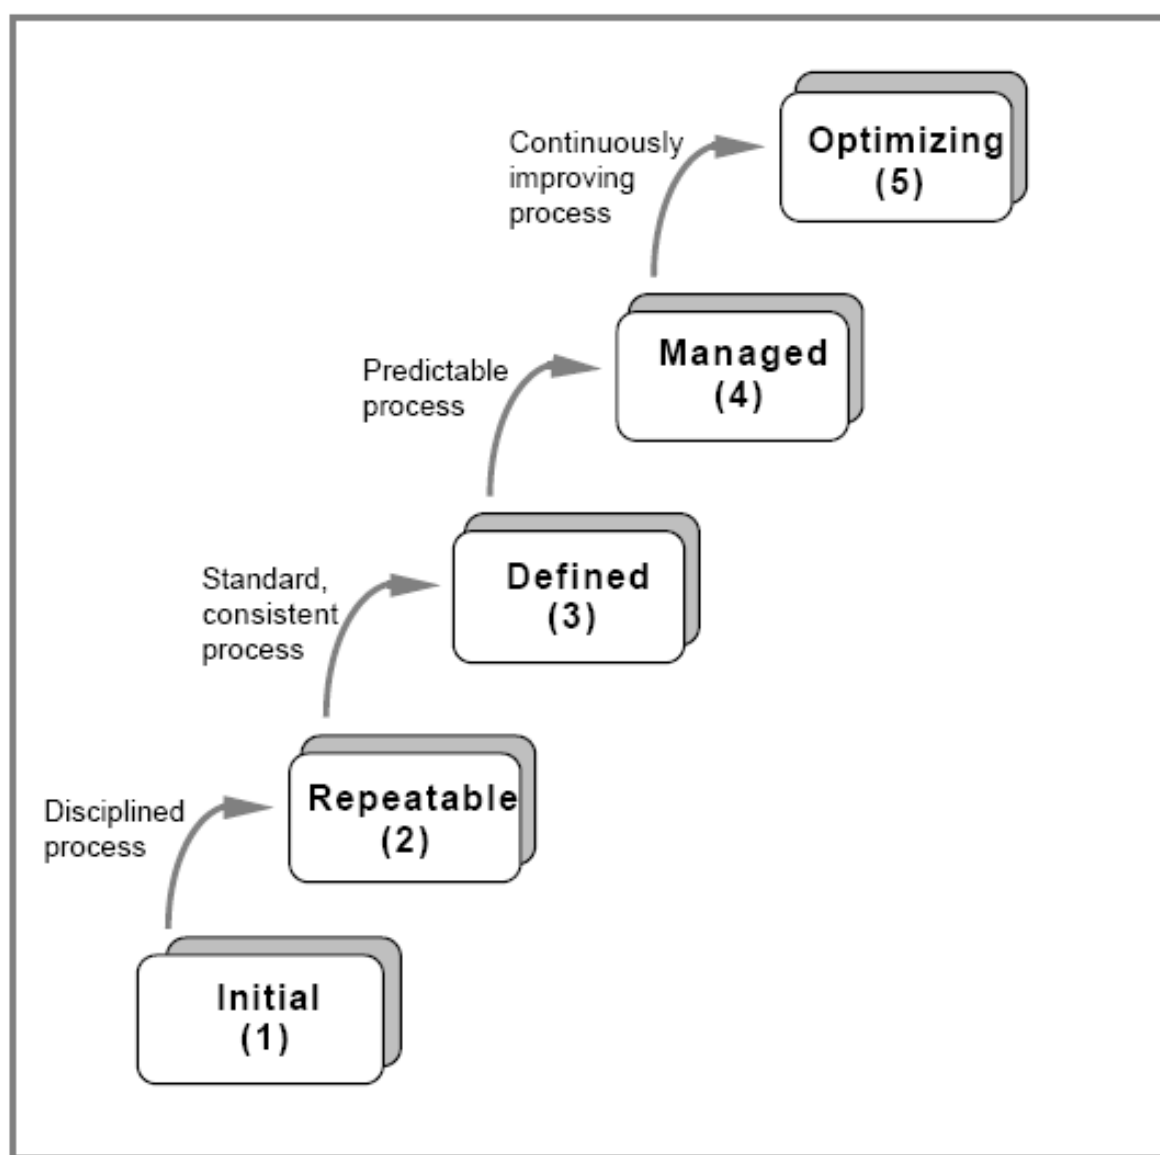 Continuously
improving
process
Optimizing
(5)
Predictable
process
Managed
(4)
Standard,
consistent
process
Defined
(3)
Disciplined
process
Repeatable
(2)
Initial
(1)